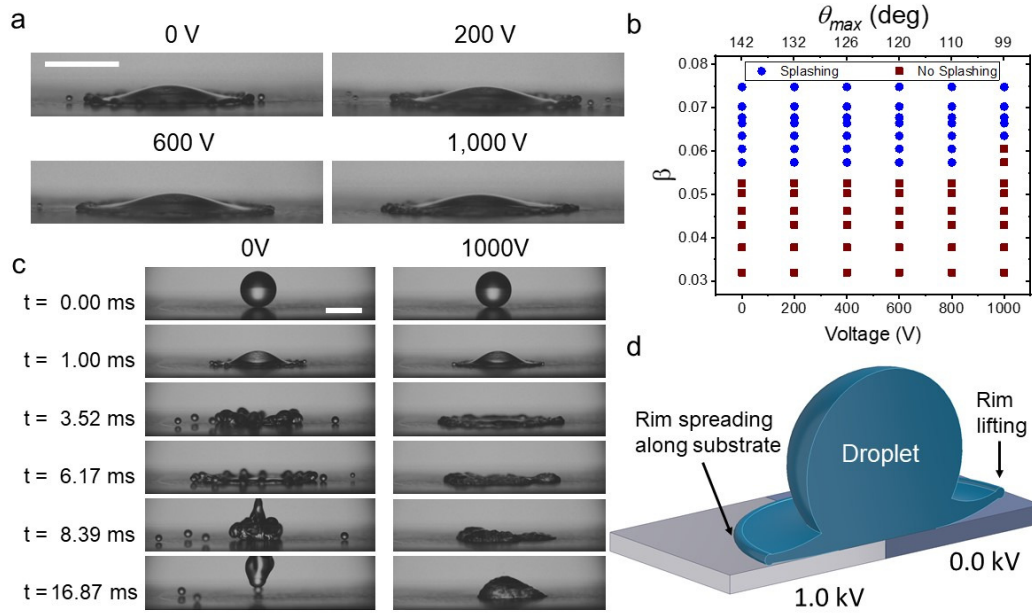 a
0 V
200 V
600 V
1,000 V
b
θmax (deg)
142 132 126 120 110 99
Splashing No Splashing
0.08
0.07
0.06
0.05
0.04
0.03
β
0 200 400 600 800 1000
Voltage (V)
c
0V
1000V
t = 0.00 ms
t = 1.00 ms
t = 3.52 ms
t = 6.17 ms
t = 8.39 ms
t = 16.87 ms
d
Rim spreading
along substrate
Droplet
Rim
lifting
1.0 kV
0.0 kV